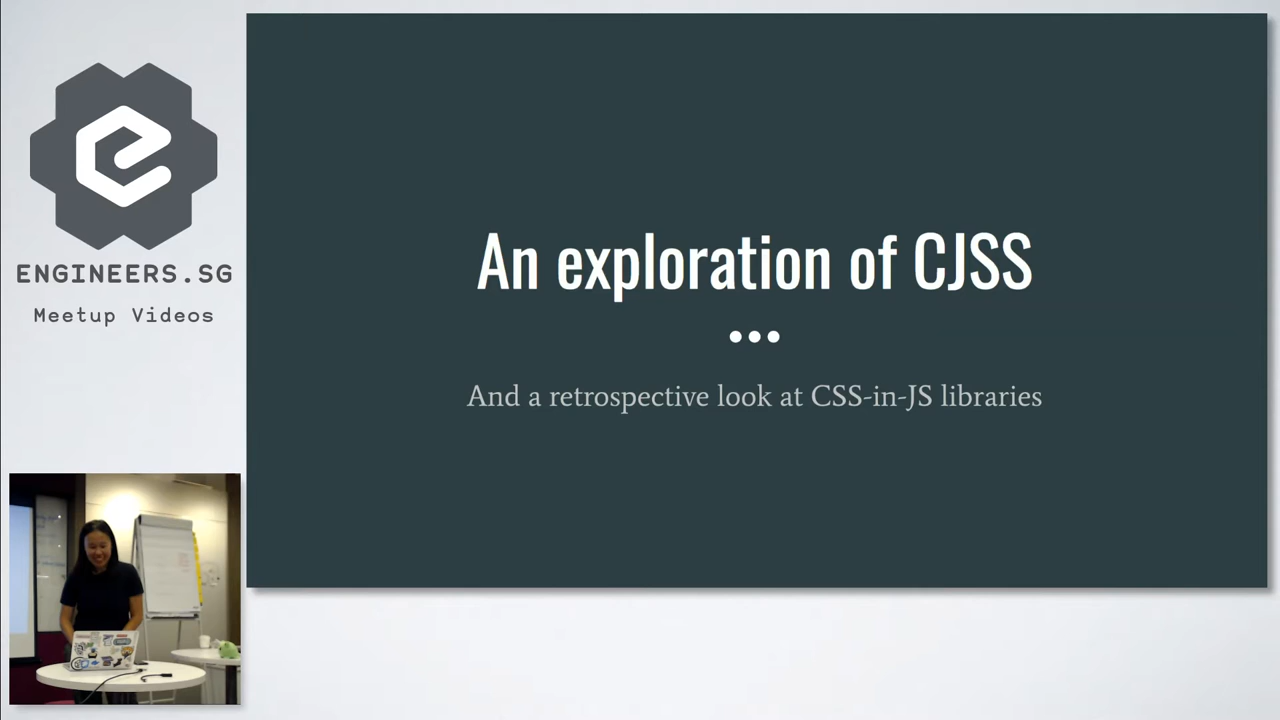 ENGINEERS.SG
Meetup Videos
An exploration of CJSS
And a retrospective look at CSS-in-JS libraries